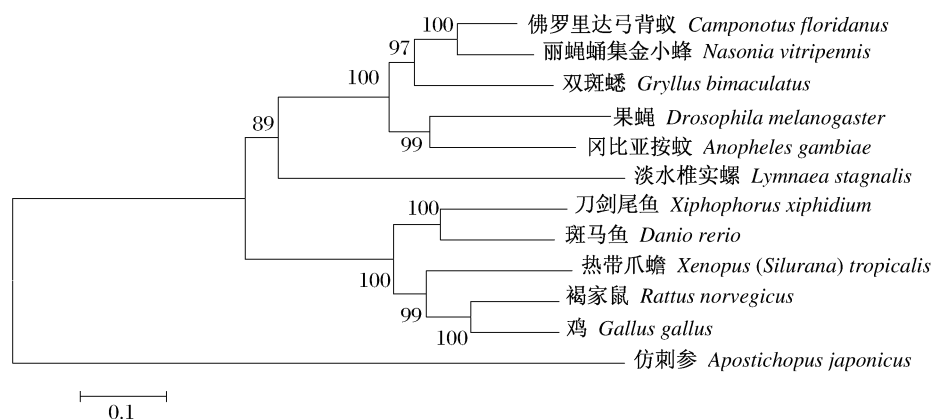 100 佛罗里达弓背蚁 Camponotus floridanus
97 丽蝇蛹集金小蜂 Nasonia vitripennis
100 双斑蟋 Gryllus bimaculatus
果蝇 Drosophila melanogaster
89
99 冈比亚按蚊 Anopheles gambiae
淡水椎实螺 Lymnaea stagnalis
100 刀剑尾鱼 Xiphophorus xiphidium
斑马鱼 Danio rerio
100 热带爪蟾 Xenopus (Silurana) tropicalis
褐家鼠 Rattus norvegicus
99
100 鸡 Gallus gallus
仿刺参 Apostichopus japonicus
0.1